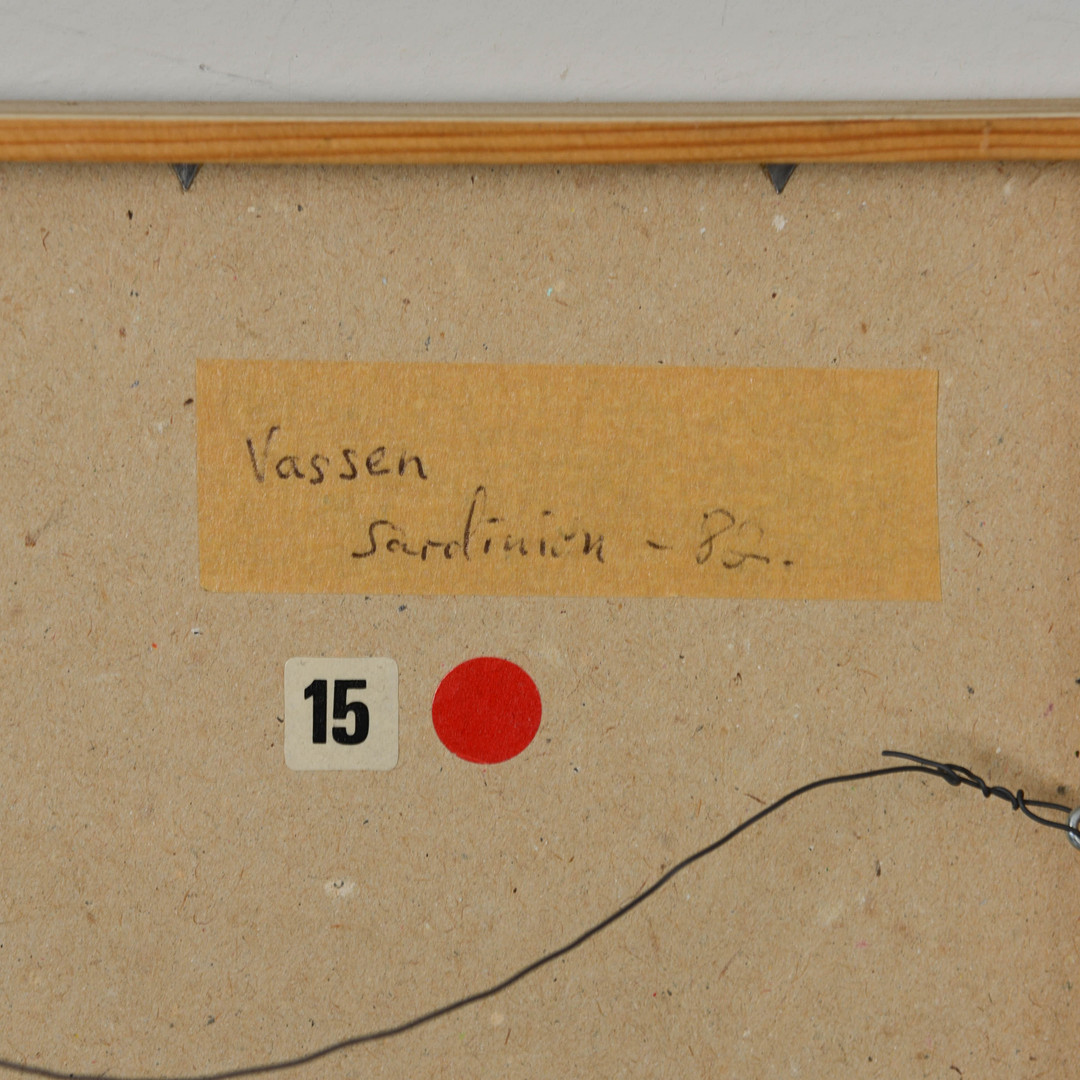 Vassen
Sardinien - 82.
15